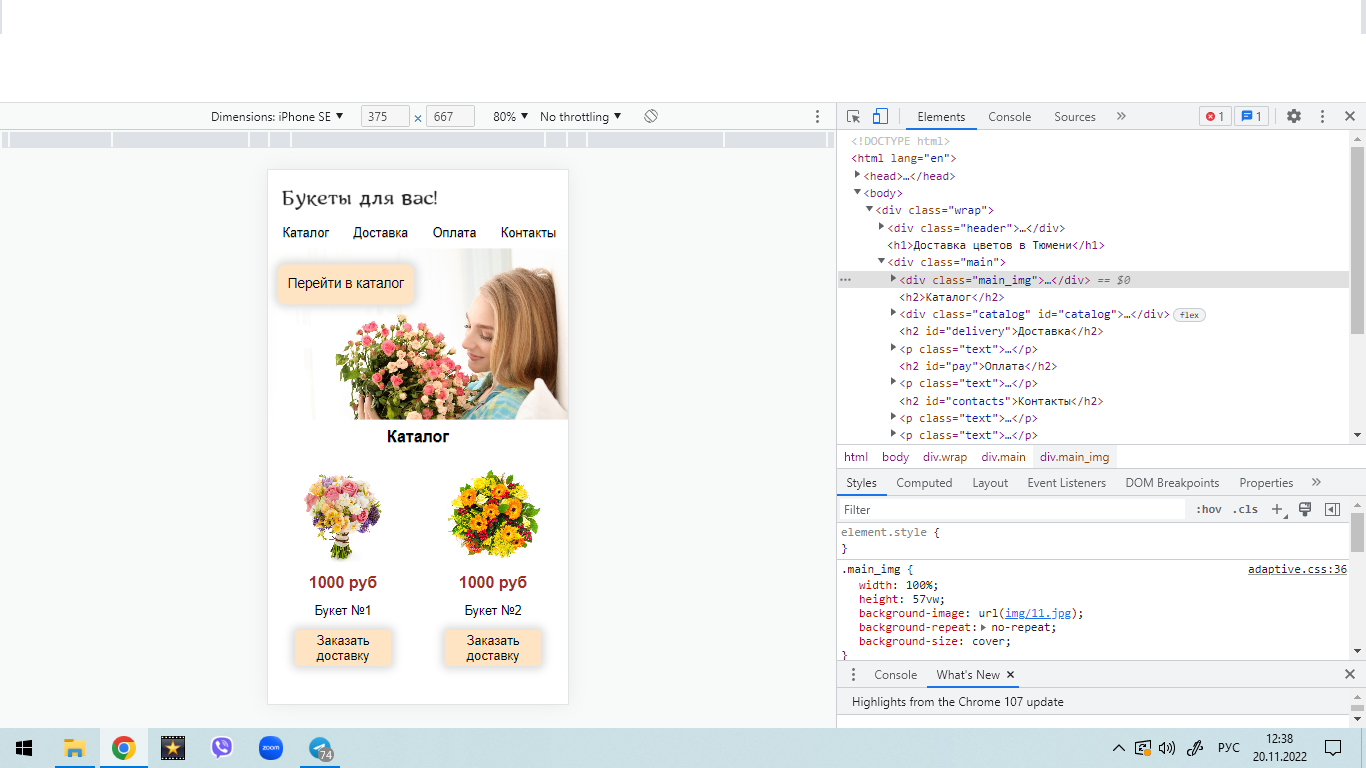 Dimensions: iPhone SE ▼ 375 × 667 80% ▼ No throttling ▼
Elements Console Sources » 1 1
Букеты для вас!
Каталог Доставка Оплата Контакты
Перейти в каталог
Каталог
1000 руб 1000 руб
Букет №1 Букет №2
Заказать доставку Заказать доставку
<!DOCTYPE html>
<html lang="en">
<head>…</head>
<body>
<div class="wrap">
<div class="header">…</div>
<h1>Доставка цветов в Тюмени</h1>
<div class="main">
<div class="main_img">…</div> == $0
<h2>Каталог</h2>
<div class="catalog" id="catalog">…</div> flex
<h2 id="delivery">Доставка</h2>
<p class="text">…</p>
<h2 id="pay">Оплата</h2>
<p class="text">…</p>
<h2 id="contacts">Контакты</h2>
<p class="text">…</p>
<p class="text">…</p>
html body div.wrap div.main div.main_img
Styles Computed Layout Event Listeners DOM Breakpoints Properties »
Filter :hov .cls +
element.style {
}
.main_img { adaptive.css:36
width: 100%;
height: 57vw;
background-image: url(img/11.jpg);
background-repeat: no-repeat;
background-size: cover;
}
Console What's New ×
Highlights from the Chrome 107 update
zoom 74 РУС 12:38
20.11.2022